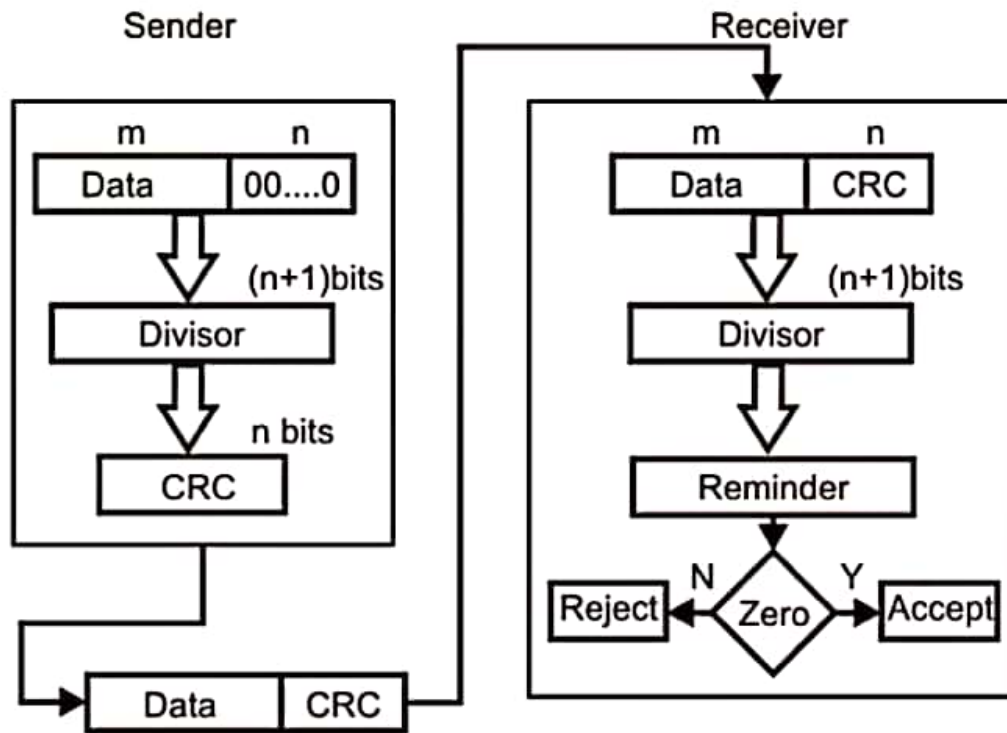 Sender
m n
Data 00....0
(n+1)bits
Divisor
n bits
CRC
Data CRC
Receiver
m n
Data CRC
(n+1)bits
Divisor
Reminder
N Y
Reject Zero Accept